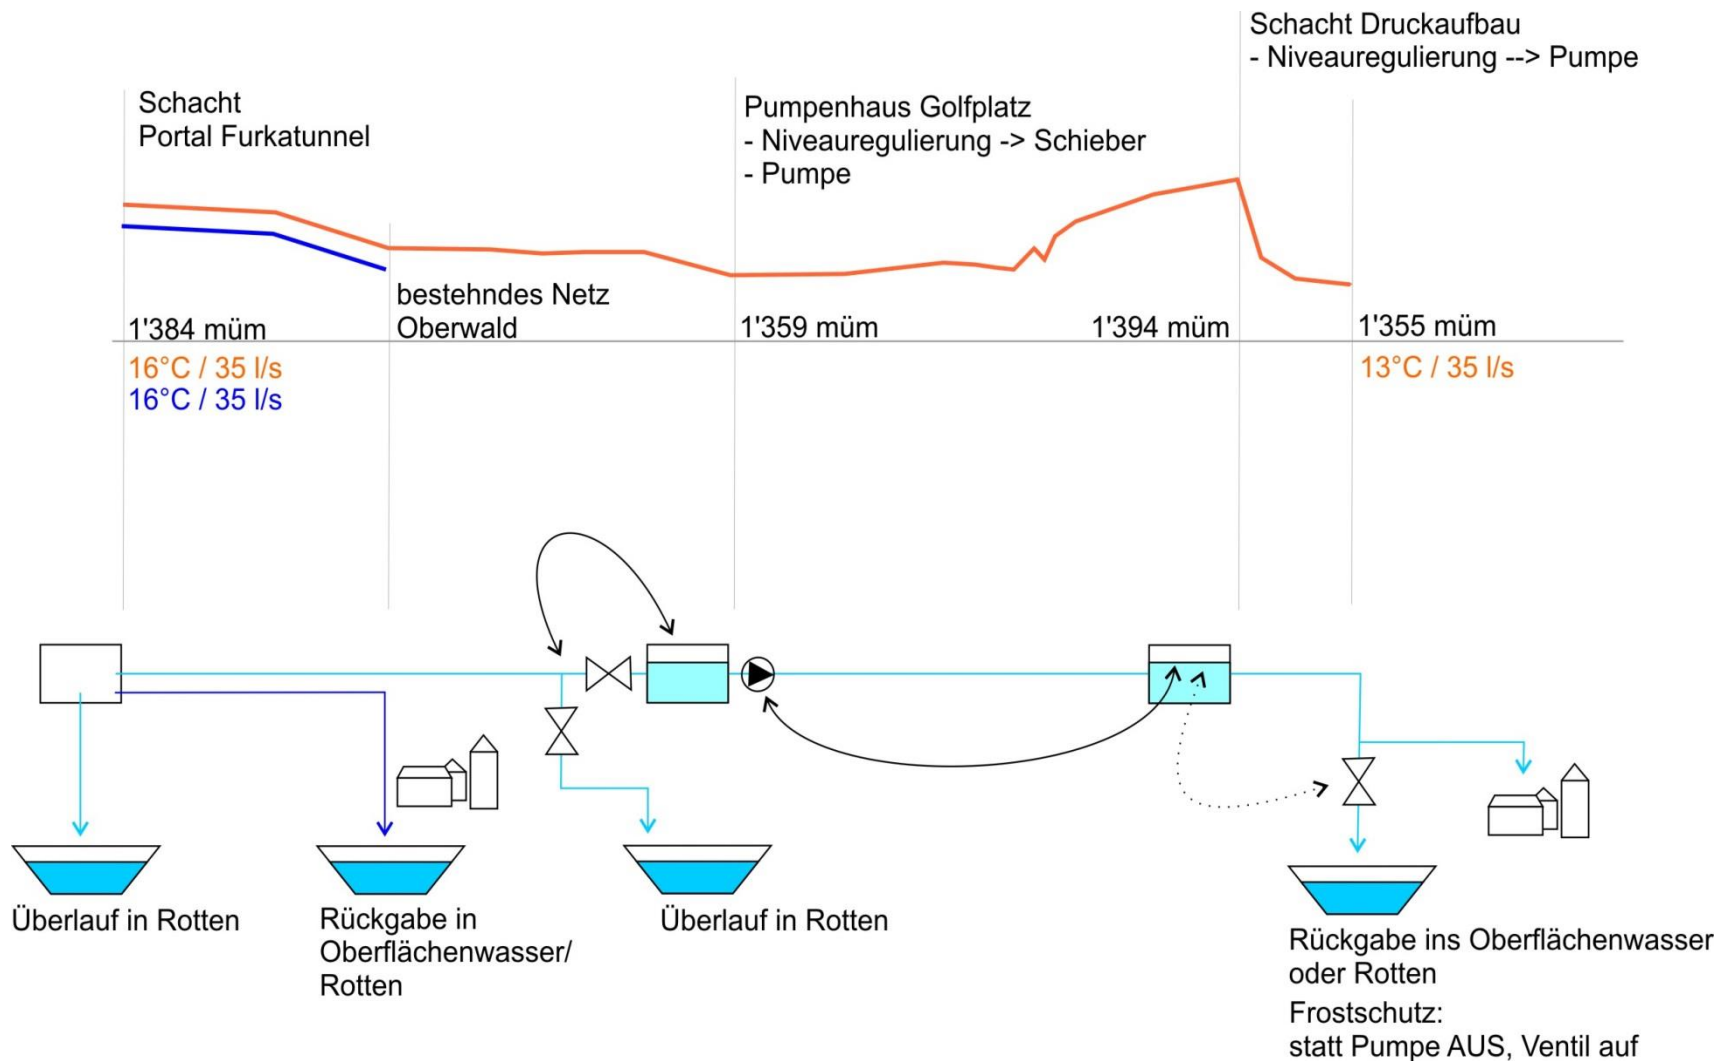 Schacht Druckaufbau
- Niveauregulierung --> Pumpe
Schacht
Portal Furkatunnel
Pumpenhaus Golfplatz
- Niveauregulierung -> Schieber
- Pumpe
bestehndes Netz
Oberwald
1'384 müm
1'359 müm
1'394 müm
1'355 müm
16°C / 35 l/s
16°C / 35 l/s
13°C / 35 l/s
Überlauf in Rotten
Rückgabe in
Oberflächenwasser/
Rotten
Überlauf in Rotten
Rückgabe ins Oberflächenwasser
oder Rotten
Frostschutz:
statt Pumpe AUS, Ventil auf